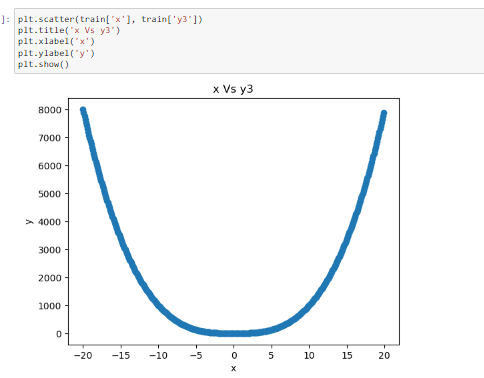 ]: plt.scatter(train['x'], train['y3'])
plt.title('x Vs y3')
plt.xlabel('x')
plt.ylabel('y')
plt.show()
x Vs y3
8000
7000
6000
5000
4000
3000
2000
1000
0
y
−20 −15 −10 −5 0 5 10 15 20
x